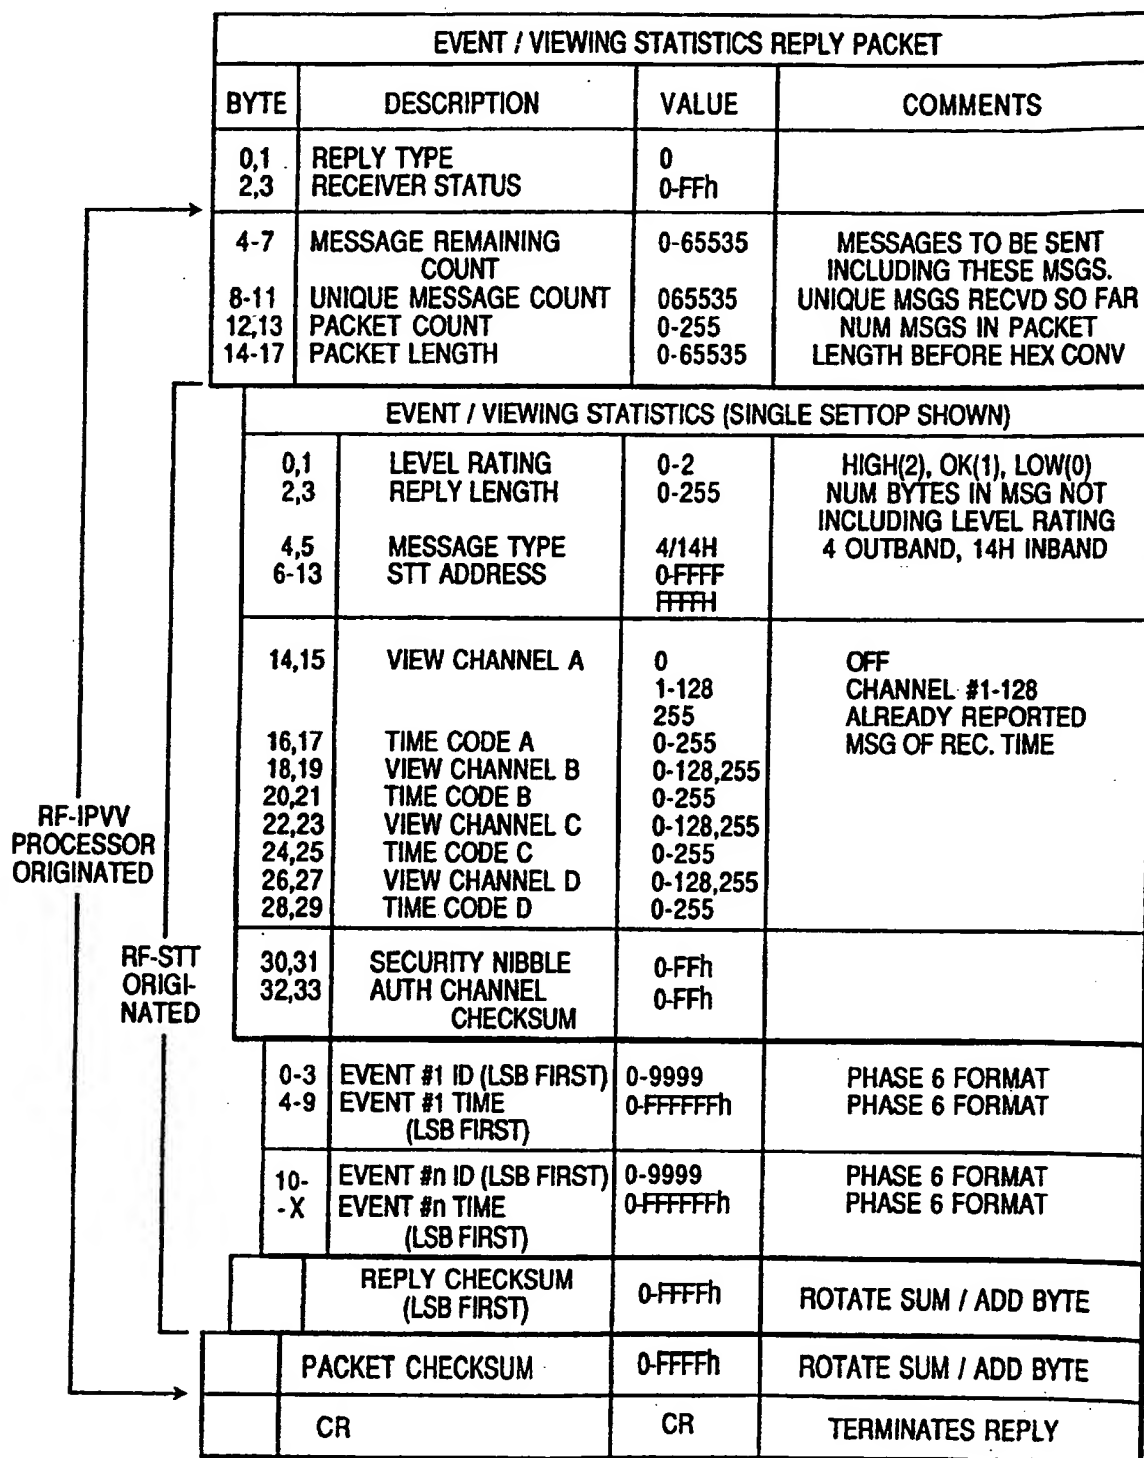 EVENT / VIEWING STATISTICS REPLY PACKET
BYTE DESCRIPTION VALUE COMMENTS
0,1 REPLY TYPE 0
2,3 RECEIVER STATUS 0-FFh
4-7 MESSAGE REMAINING 0-65535 MESSAGES TO BE SENT
COUNT INCLUDING THESE MSGS.
8-11 UNIQUE MESSAGE COUNT 065535 UNIQUE MSGS RECVD SO FAR
12,13 PACKET COUNT 0-255 NUM MSGS IN PACKET
14-17 PACKET LENGTH 0-65535 LENGTH BEFORE HEX CONV
EVENT / VIEWING STATISTICS (SINGLE SETTOP SHOWN)
0,1 LEVEL RATING 0-2 HIGH(2), OK(1), LOW(0)
2,3 REPLY LENGTH 0-255 NUM BYTES IN MSG NOT
INCLUDING LEVEL RATING
4,5 MESSAGE TYPE 4/14H 4 OUTBAND, 14H INBAND
6-13 STT ADDRESS 0-FFFF
FFFFH
14,15 VIEW CHANNEL A 0 OFF
1-128 CHANNEL #1-128
255 ALREADY REPORTED
16,17 TIME CODE A 0-255 MSG OF REC. TIME
18,19 VIEW CHANNEL B 0-128,255
20,21 TIME CODE B 0-255
22,23 VIEW CHANNEL C 0-128,255
24,25 TIME CODE C 0-255
26,27 VIEW CHANNEL D 0-128,255
28,29 TIME CODE D 0-255
RF-IPVV
PROCESSOR
ORIGINATED
RF-STT
ORIGI-
NATED
30,31 SECURITY NIBBLE 0-FFh
32,33 AUTH CHANNEL 0-FFh
CHECKSUM
0-3 EVENT #1 ID (LSB FIRST) 0-9999 PHASE 6 FORMAT
4-9 EVENT #1 TIME 0-FFFFFFh PHASE 6 FORMAT
(LSB FIRST)
10- EVENT #n ID (LSB FIRST) 0-9999 PHASE 6 FORMAT
-X EVENT #n TIME 0-FFFFFFh PHASE 6 FORMAT
(LSB FIRST)
REPLY CHECKSUM 0-FFFFh ROTATE SUM / ADD BYTE
(LSB FIRST)
PACKET CHECKSUM 0-FFFFh ROTATE SUM / ADD BYTE
CR CR TERMINATES REPLY